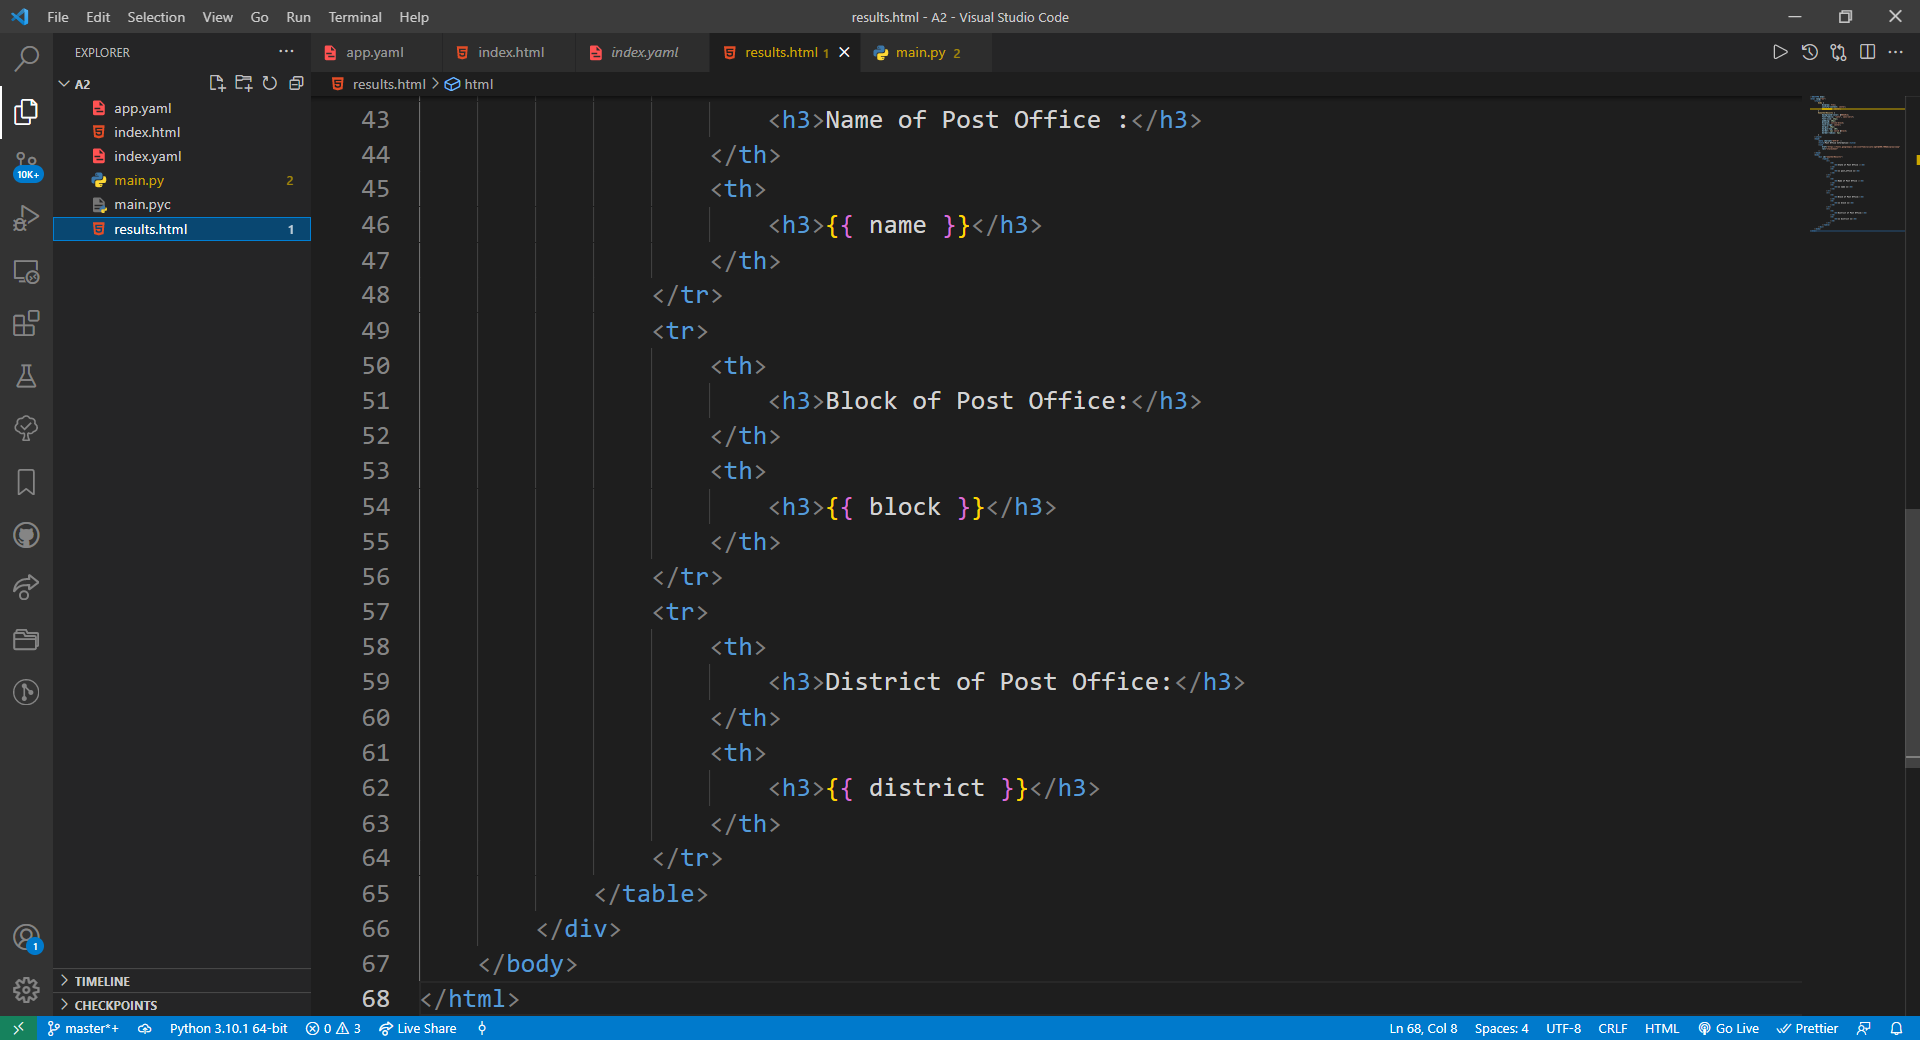 File Edit Selection View Go Run Terminal Help
results.html - A2 - Visual Studio Code
EXPLORER
app.yaml
index.html
index.yaml
results.html 1
main.py 2
A2
results.html > html
app.yaml
index.html
index.yaml
main.py 2
main.pyc
results.html 1
10K+
43 <h3>Name of Post Office :</h3>
44 </th>
45 <th>
46 <h3>{{ name }}</h3>
47 </th>
48 </tr>
49 <tr>
50 <th>
51 <h3>Block of Post Office:</h3>
52 </th>
53 <th>
54 <h3>{{ block }}</h3>
55 </th>
56 </tr>
57 <tr>
58 <th>
59 <h3>District of Post Office:</h3>
60 </th>
61 <th>
62 <h3>{{ district }}</h3>
63 </th>
64 </tr>
65 </table>
66 </div>
67 </body>
68 </html>
1
TIMELINE
CHECKPOINTS
master*+ Python 3.10.1 64-bit 0 3 Live Share
Ln 68, Col 8 Spaces: 4 UTF-8 CRLF HTML Go Live Prettier